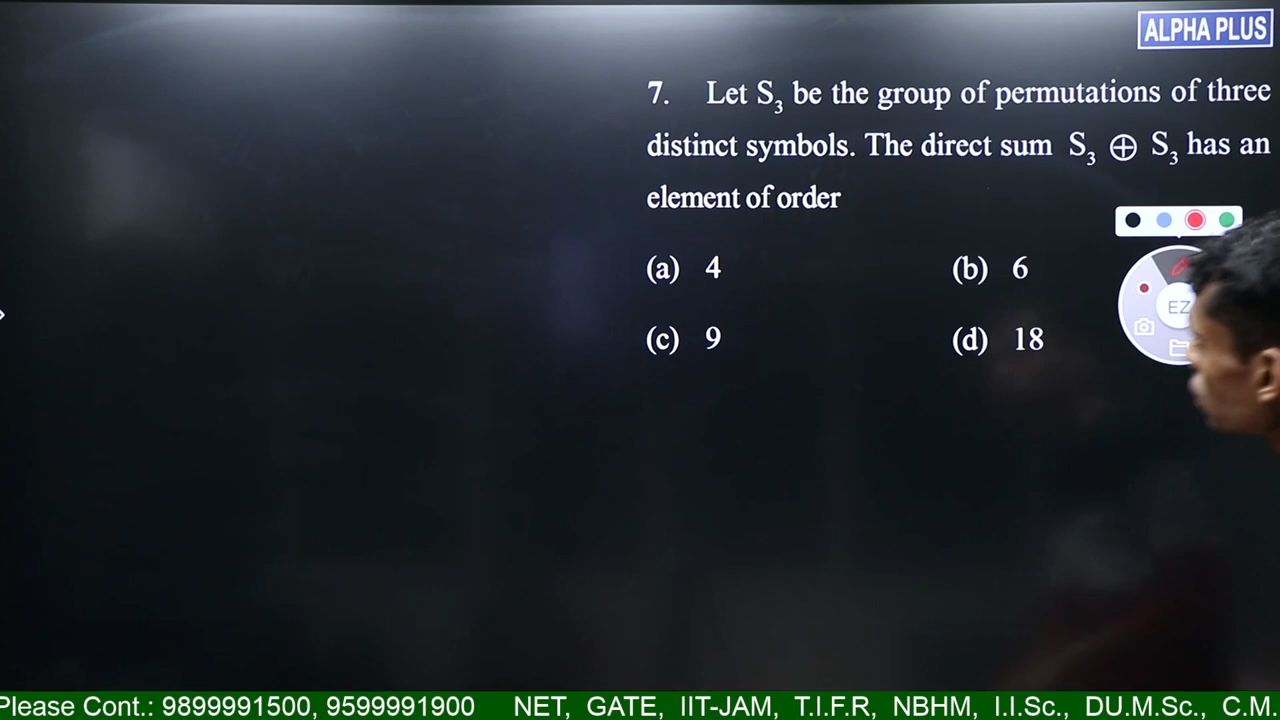 ALPHA PLUS
7. Let S₃ be the group of permutations of three
distinct symbols. The direct sum S₃ ⊕ S₃ has an
element of order
(a) 4 (b) 6
(c) 9 (d) 18
EZ
Please Cont.: 9899991500, 9599991900 NET, GATE, IIT-JAM, T.I.F.R, NBHM, I.I.Sc., DU.M.Sc., C.M.